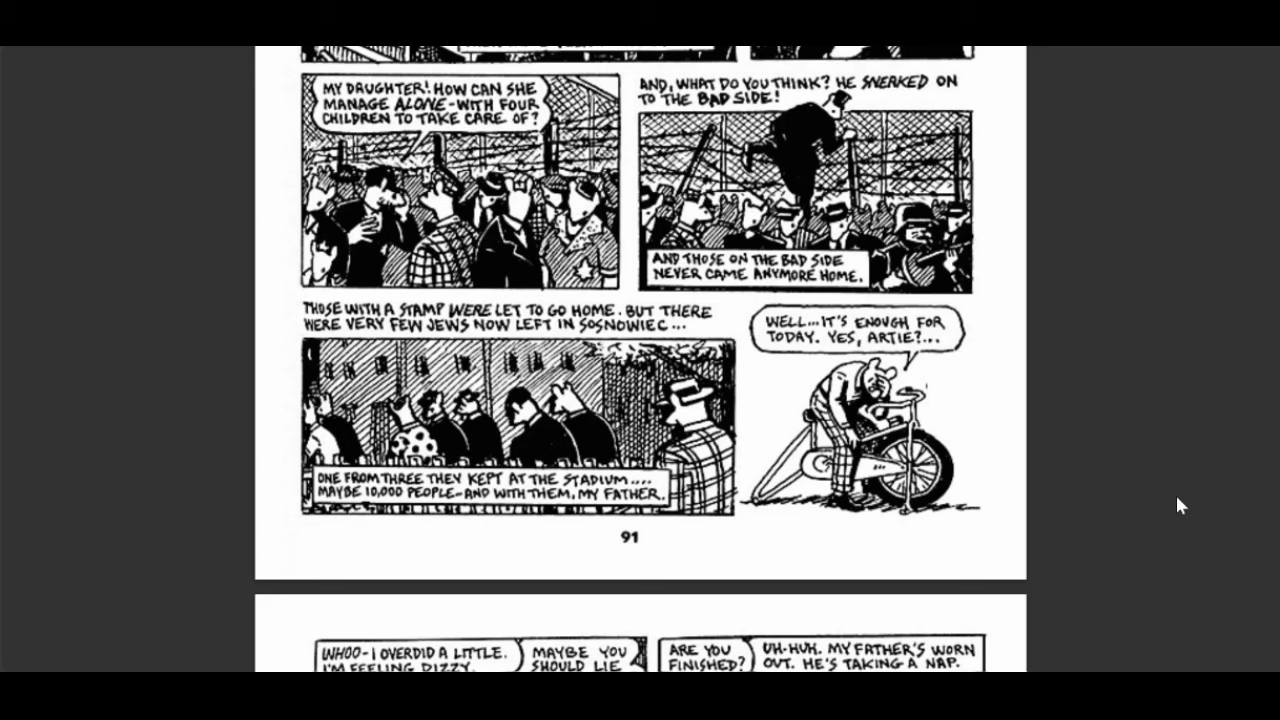 MY DAUGHTER! HOW CAN SHE
MANAGE ALONE-WITH FOUR
CHILDREN TO TAKE CARE OF?
AND, WHAT DO YOU THINK? HE SNEAKED ON
TO THE BAD SIDE!
AND THOSE ON THE BAD SIDE
NEVER CAME ANYMORE HOME.
THOSE WITH A STAMP WERE LET TO GO HOME. BUT THERE
WERE VERY FEW JEWS NOW LEFT IN SOSNOWIEC...
ONE FROM THREE THEY KEPT AT THE STADIUM....
MAYBE 10,000 PEOPLE-AND WITH THEM, MY FATHER.
WELL...IT'S ENOUGH FOR
TODAY. YES, ARTIE?...
91
WHOO-I OVERDID A LITTLE.
I'M FEELING DIZZY.
MAYBE YOU
SHOULD LIE
ARE YOU
FINISHED?
UH-HUH. MY FATHER'S WORN
OUT. HE'S TAKING A NAP.